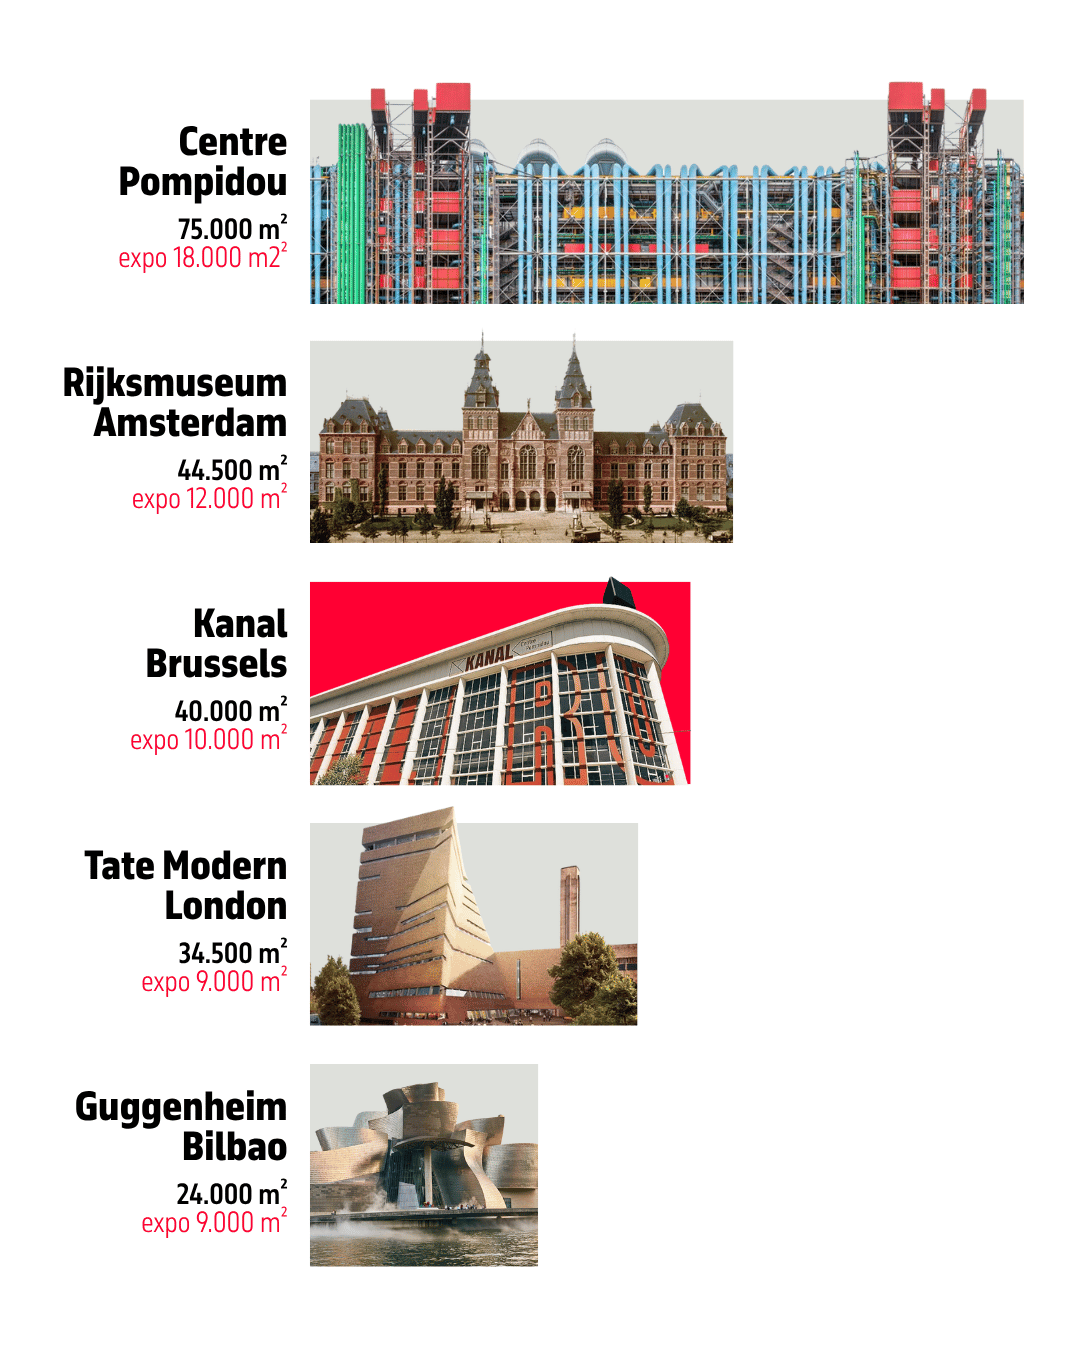 Centre
Pompidou
75.000 m²
expo 18.000 m2²
Rijksmuseum
Amsterdam
44.500 m²
expo 12.000 m²
Kanal
Brussels
40.000 m²
expo 10.000 m²
KANAL
Centre
Pompidou
Tate Modern
London
34.500 m²
expo 9.000 m²
Guggenheim
Bilbao
24.000 m²
expo 9.000 m²